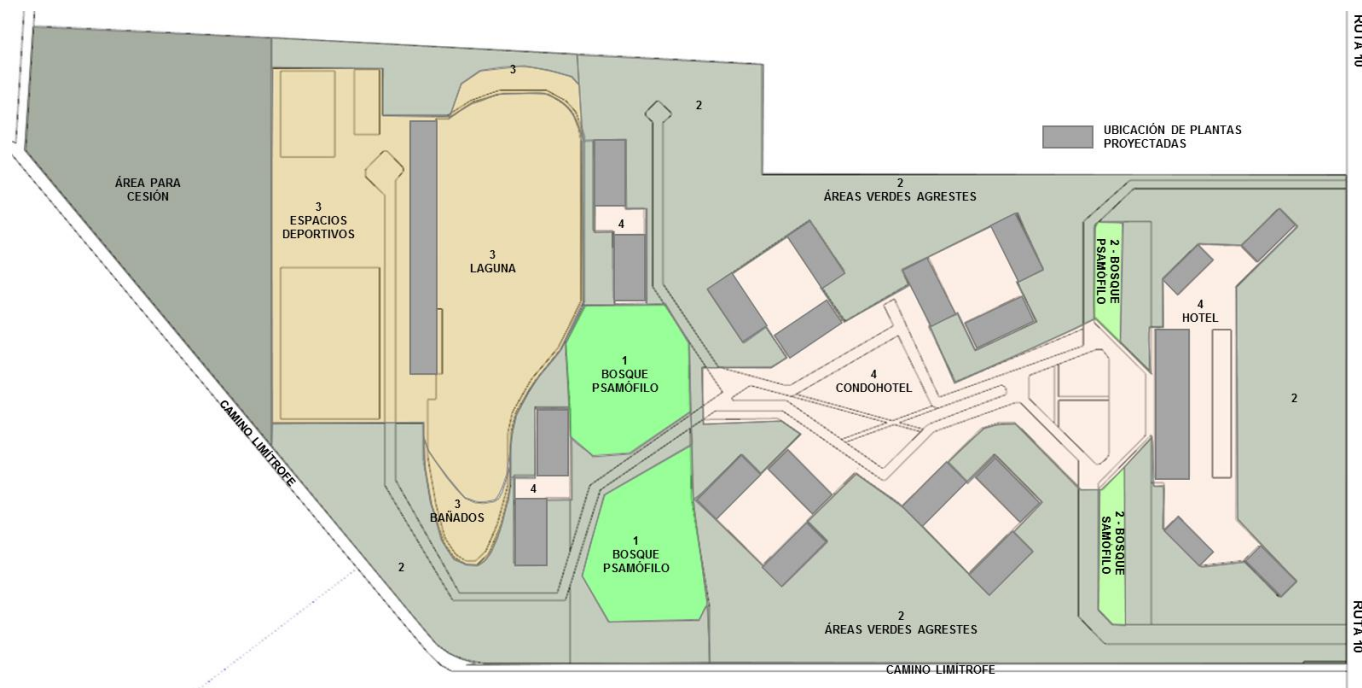 RUTA 10
3
2
UBICACIÓN DE PLANTAS
PROYECTADAS
ÁREA PARA
CESIÓN
2
ÁREAS VERDES AGRESTES
3
ESPACIOS
DEPORTIVOS
4
3
LAGUNA
2 - BOSQUE
PSAMÓFILO
4
HOTEL
1
BOSQUE
PSAMÓFILO
4
CONDOHOTEL
2
CAMINO LIMÍTROFE
4
3
BAÑADOS
2 - BOSQUE
SAMÓFILO
1
BOSQUE
PSAMÓFILO
2
2
ÁREAS VERDES AGRESTES
RUTA 10
CAMINO LIMÍTROFE